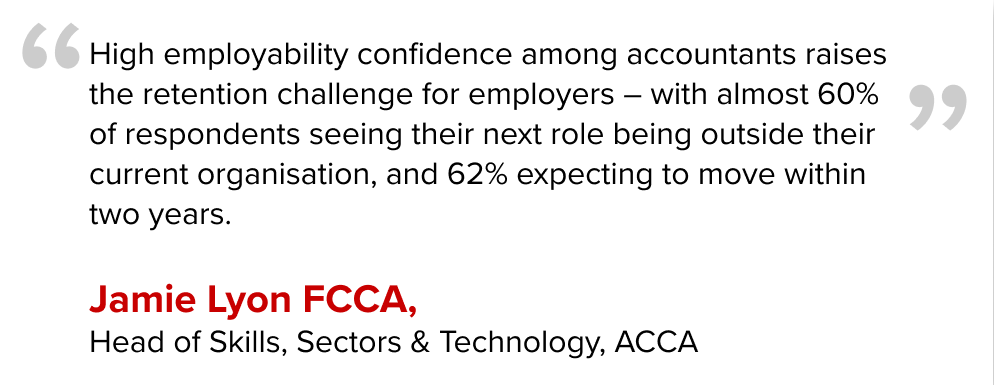 “High employability confidence among accountants raises
the retention challenge for employers – with almost 60%
of respondents seeing their next role being outside their
current organisation, and 62% expecting to move within
two years.”
Jamie Lyon FCCA,
Head of Skills, Sectors & Technology, ACCA